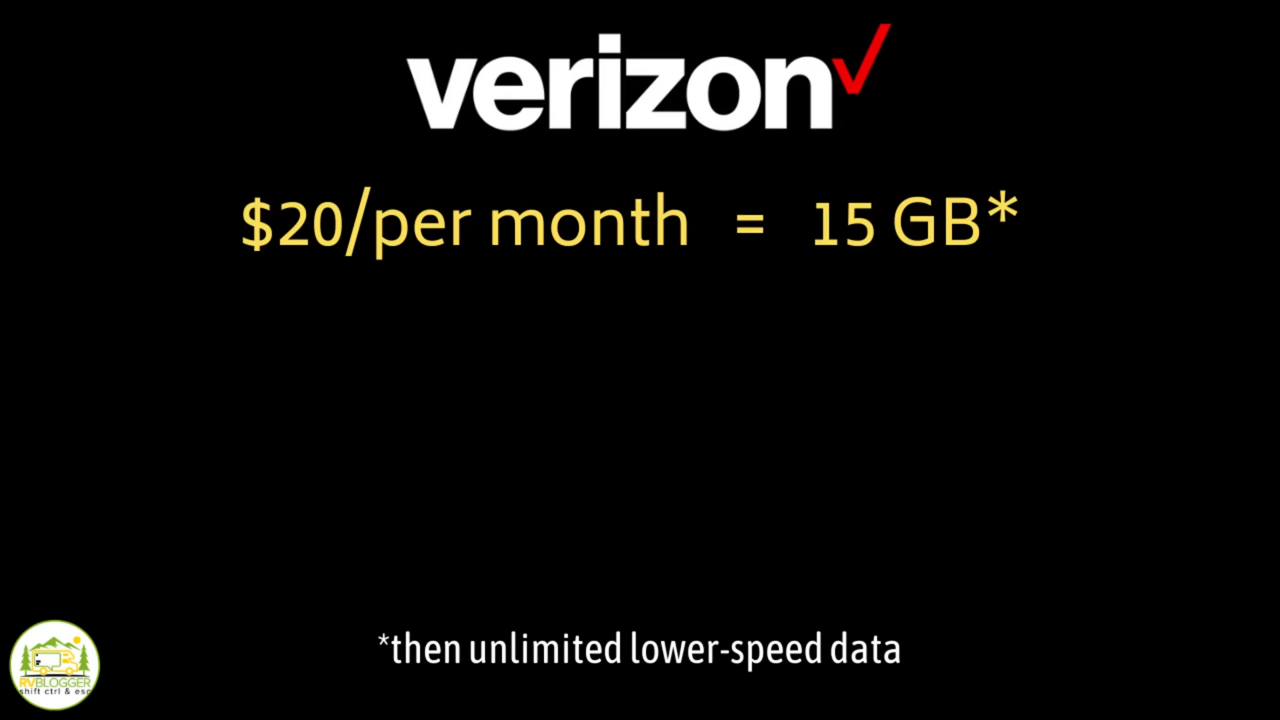 verizon
$20/per month = 15 GB*
*then unlimited lower-speed data
RVBLOGGER
shift ctrl & esc